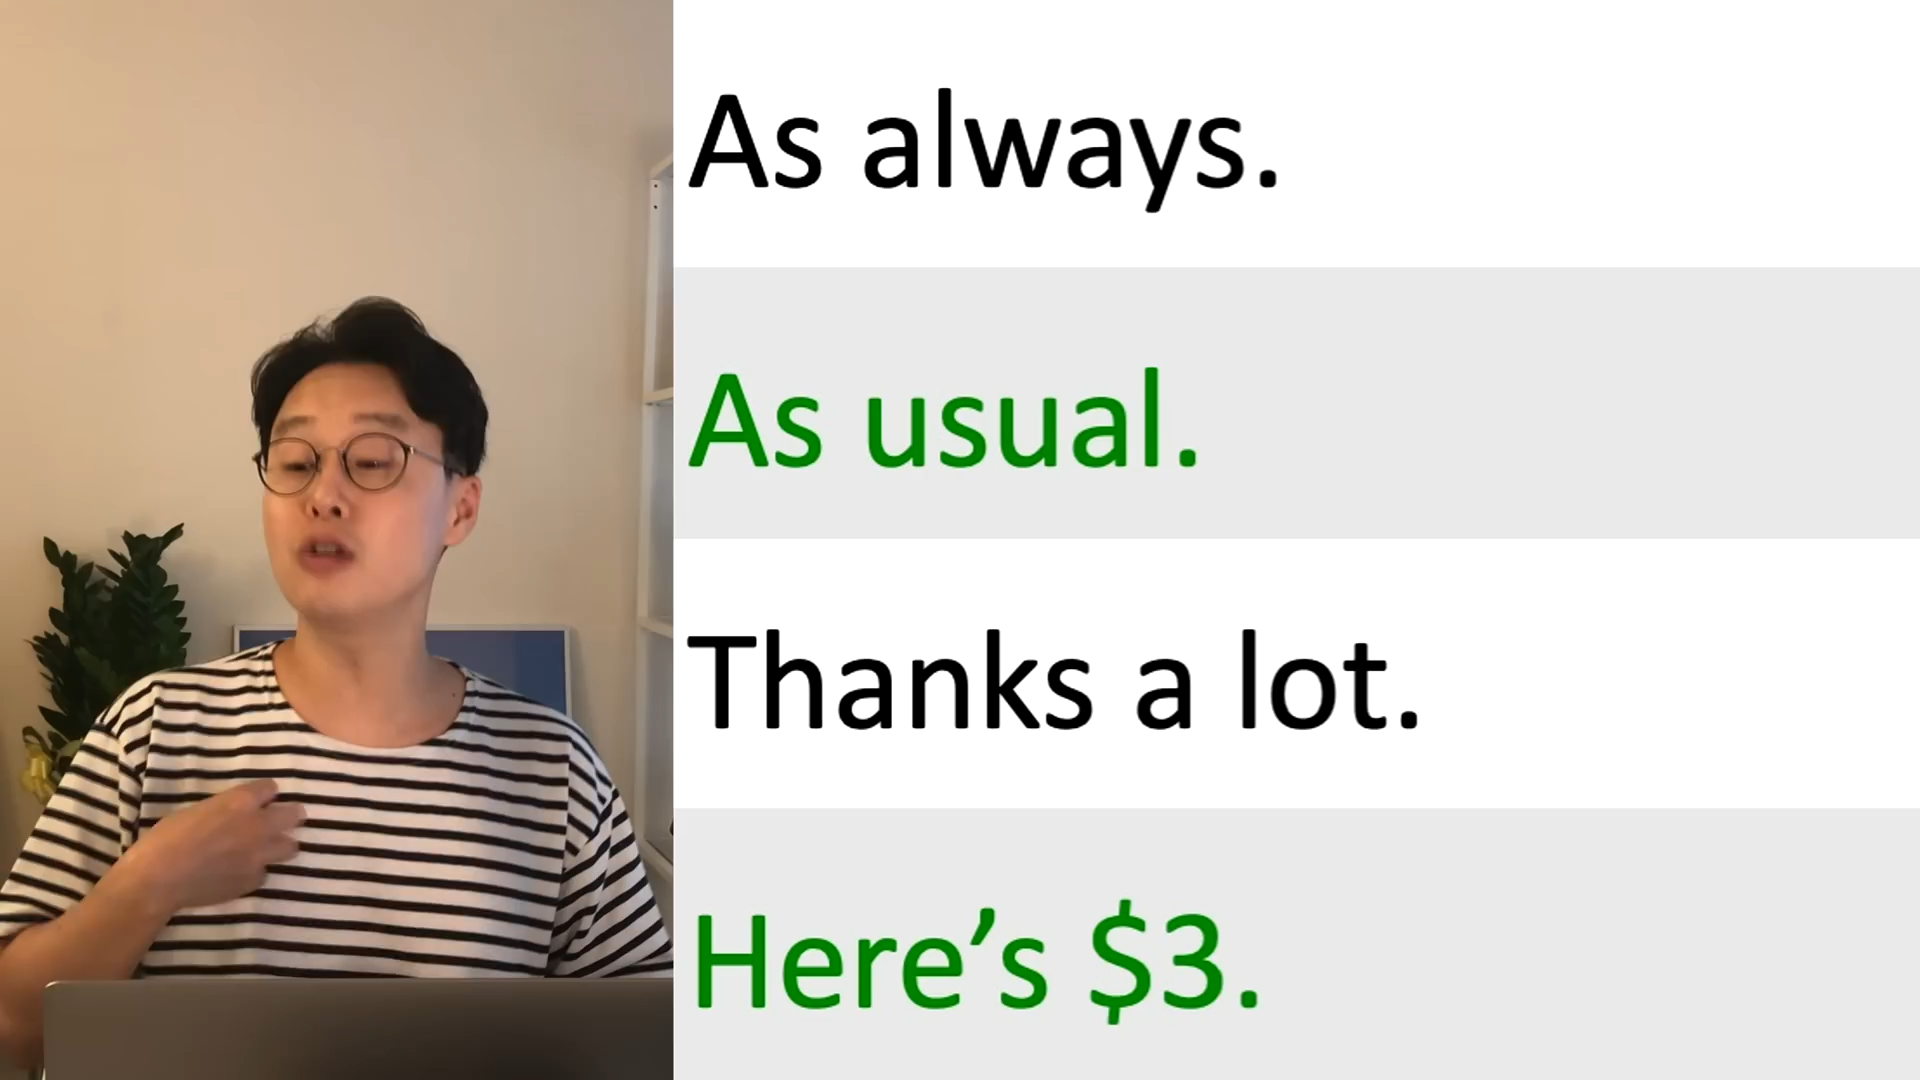 As always.
As usual.
Thanks a lot.
Here’s $3.